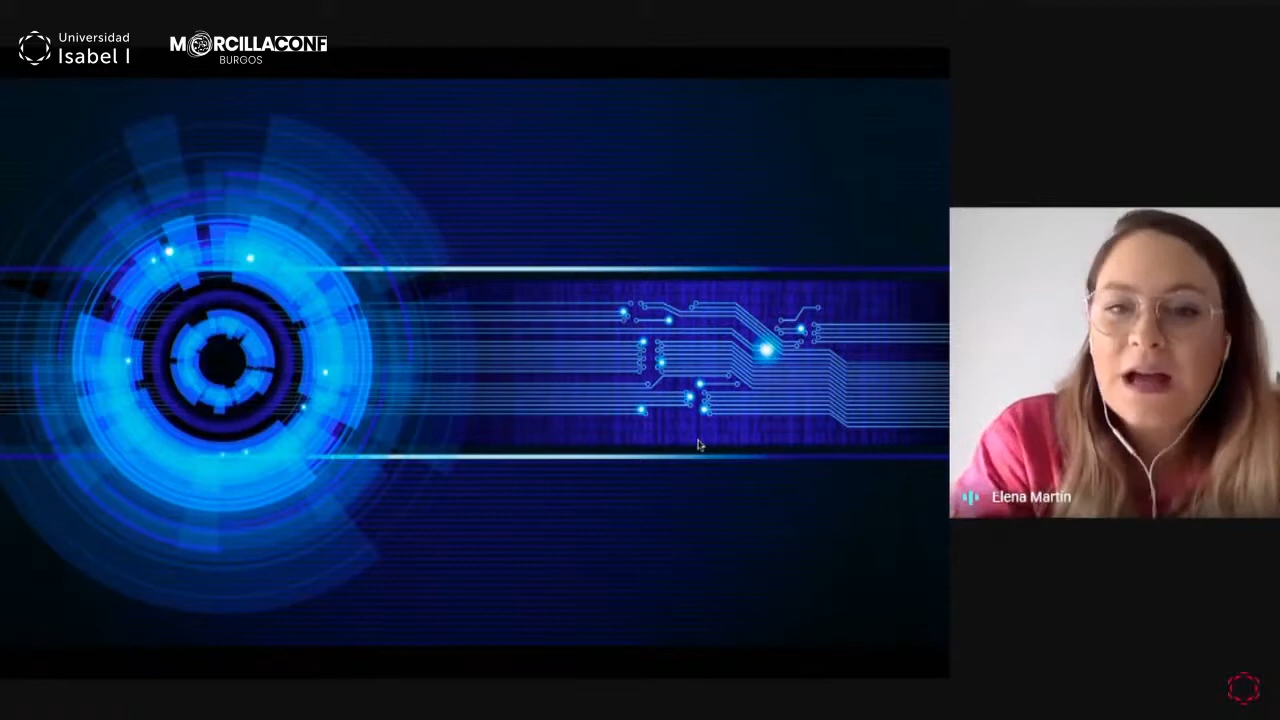 Universidad
Isabel I
MORCILLACONF
BURGOS
Elena Martín